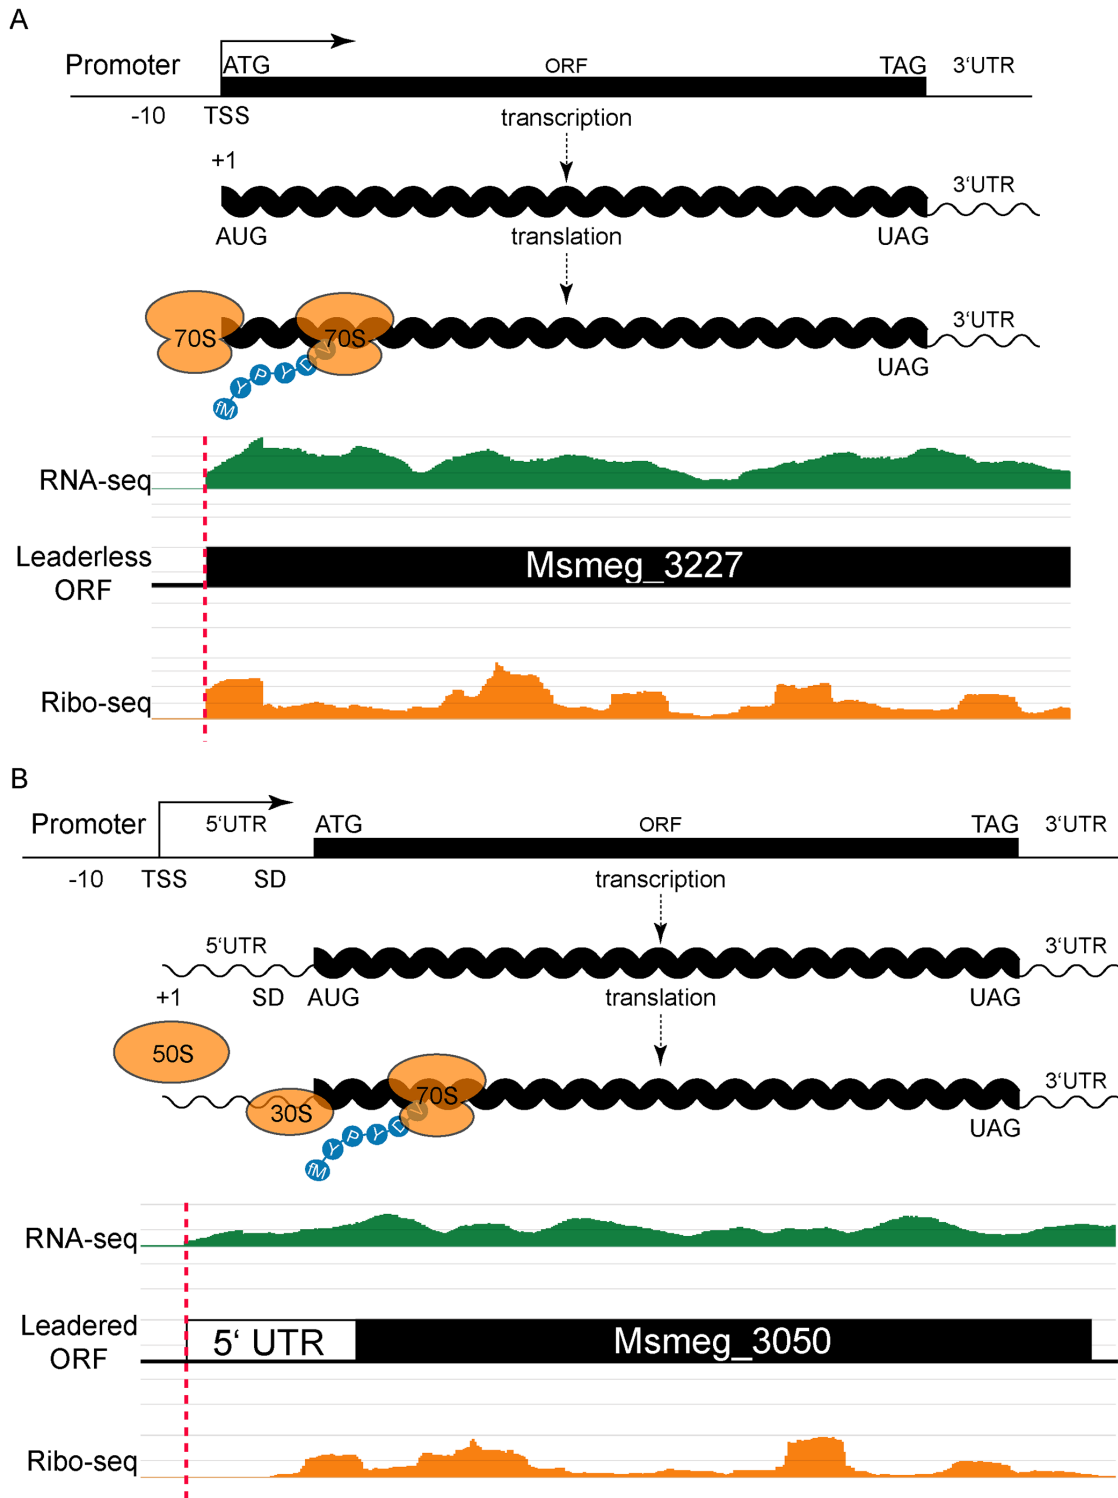 A
Promoter ATG ORF TAG 3‘UTR
-10 TSS transcription
+1
3‘UTR
AUG translation UAG
70S 70S 3‘UTR
UAG
fM Y P Y D V
RNA-seq
Leaderless
ORF
Msmeg_3227
Ribo-seq
B
Promoter 5‘UTR ATG ORF TAG 3‘UTR
-10 TSS SD transcription
5‘UTR 3‘UTR
+1 SD AUG translation UAG
50S
30S 70S 3‘UTR
UAG
fM Y P Y D V
RNA-seq
Leadered
ORF
5‘ UTR Msmeg_3050
Ribo-seq